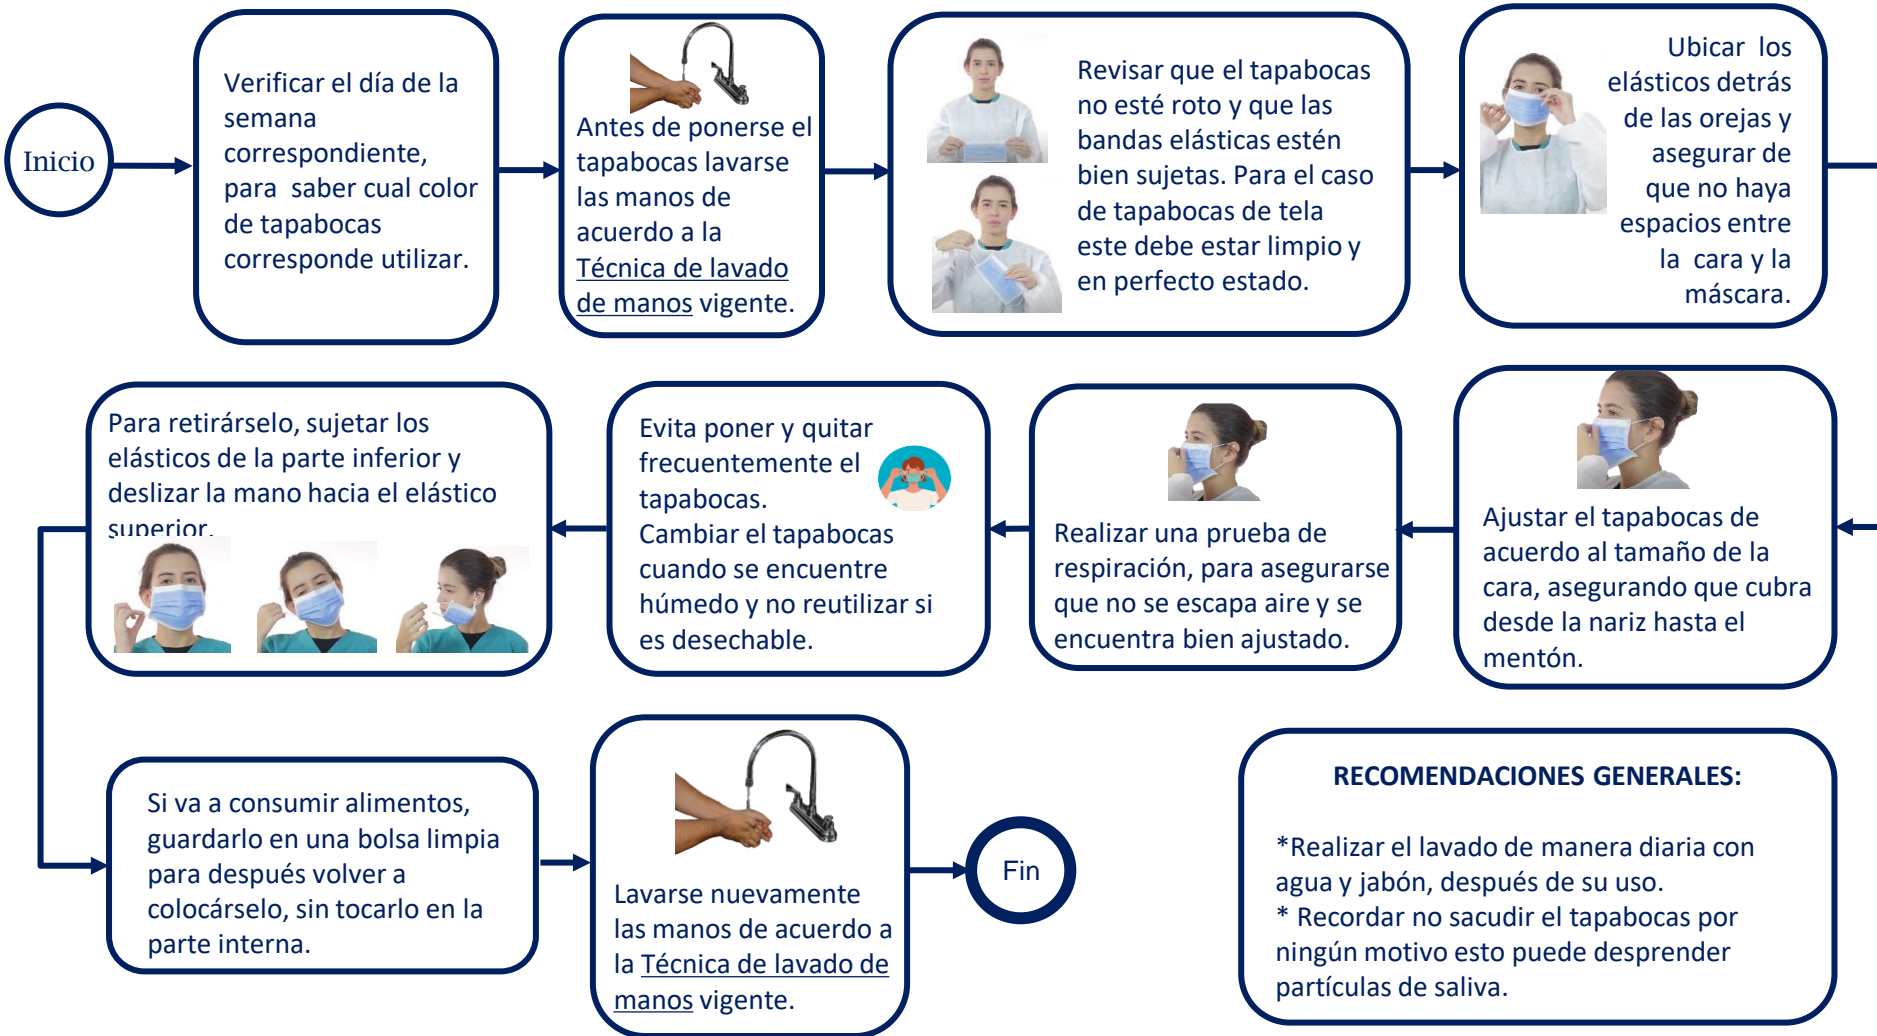 Inicio
Verificar el día de la
semana
correspondiente,
para saber cual color
de tapabocas
corresponde utilizar.
Antes de ponerse el
tapabocas lavarse
las manos de
acuerdo a la
Técnica de lavado
de manos vigente.
Revisar que el tapabocas
no esté roto y que las
bandas elásticas estén
bien sujetas. Para el caso
de tapabocas de tela
este debe estar limpio y
en perfecto estado.
Ubicar los
elásticos detrás
de las orejas y
asegurar de
que no haya
espacios entre
la cara y la
máscara.
Ajustar el tapabocas de
acuerdo al tamaño de la
cara, asegurando que cubra
desde la nariz hasta el
mentón.
Realizar una prueba de
respiración, para asegurarse
que no se escapa aire y se
encuentra bien ajustado.
Evita poner y quitar
frecuentemente el
tapabocas.
Cambiar el tapabocas
cuando se encuentre
húmedo y no reutilizar si
es desechable.
Para retirárselo, sujetar los
elásticos de la parte inferior y
deslizar la mano hacia el elástico
superior.
Si va a consumir alimentos,
guardarlo en una bolsa limpia
para después volver a
colocárselo, sin tocarlo en la
parte interna.
Lavarse nuevamente
las manos de acuerdo a
la Técnica de lavado de
manos vigente.
Fin
RECOMENDACIONES GENERALES:
*Realizar el lavado de manera diaria con
agua y jabón, después de su uso.
* Recordar no sacudir el tapabocas por
ningún motivo esto puede desprender
partículas de saliva.